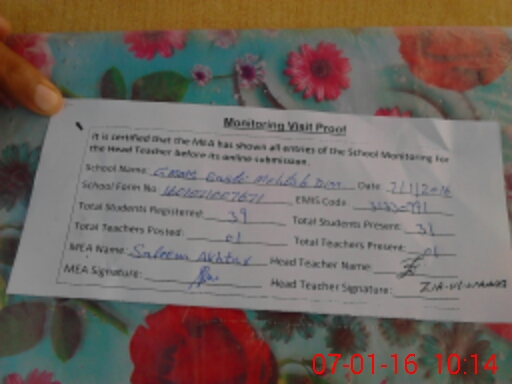 Monitoring Visit Proof
It is certified that the MEA has shown all entries of the School Monitoring for
the Head Teacher before its online submission.
School Name: Date: 7/1/2016
School Form No: EMIS Code:
Total Students Registered: 39 Total Students Present: 31
Total Teachers Posted: 01 Total Teachers Present: 01
MEA Name: Saleem Akhtar Head Teacher Name:
MEA Signature: Head Teacher Signature:
07-01-16 10:14